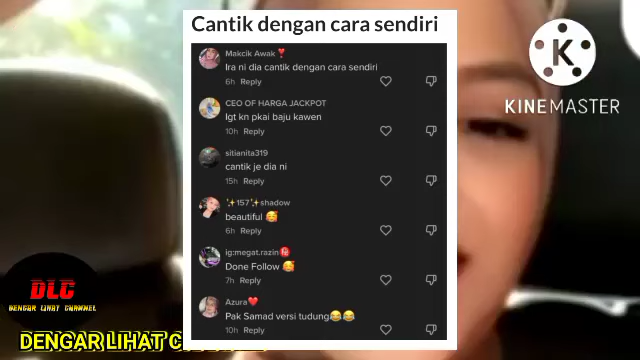 Cantik dengan cara sendiri
Makcik Awak❣️
Ira ni dia cantik dengan cara sendiri
6h Reply
CEO OF HARGA JACKPOT
Igt kn pkai baju kawen
10h Reply
sitianita319
cantik je dia ni
15h Reply
✨157✨shadow
beautiful 🥰
6h Reply
ig:megat.razin
Done Follow 🥰
7h Reply
Azura❤️
Pak Samad versi tudung😂😂
10h Reply
K
KINEMASTER
DLC
DENGAR LIHAT CHANNEL
DENGAR LIHAT